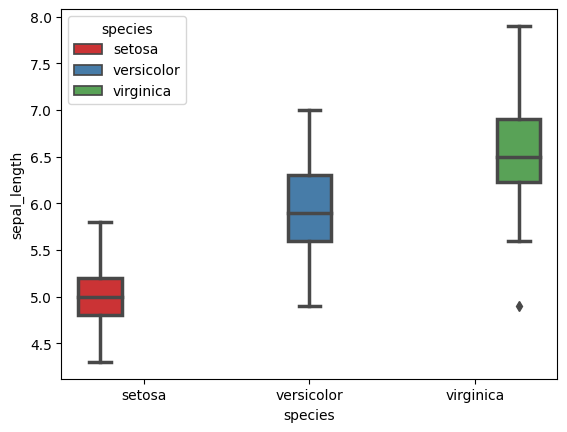 8.0
7.5
7.0
6.5
6.0
5.5
5.0
4.5
sepal_length
species
setosa
versicolor
virginica
setosa
versicolor
virginica
species